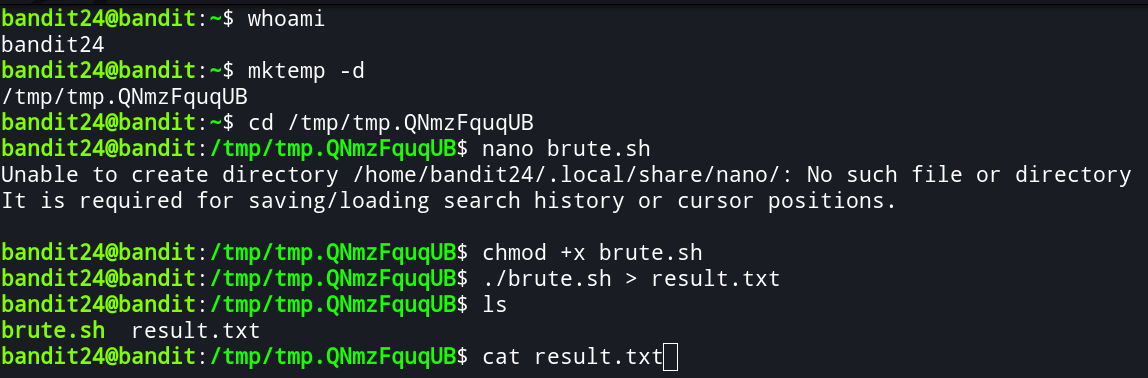 bandit24@bandit:~$ whoami
bandit24
bandit24@bandit:~$ mktemp -d
/tmp/tmp.QNmzFquqUB
bandit24@bandit:~$ cd /tmp/tmp.QNmzFquqUB
bandit24@bandit:/tmp/tmp.QNmzFquqUB$ nano brute.sh
Unable to create directory /home/bandit24/.local/share/nano/: No such file or directory
It is required for saving/loading search history or cursor positions.

bandit24@bandit:/tmp/tmp.QNmzFquqUB$ chmod +x brute.sh
bandit24@bandit:/tmp/tmp.QNmzFquqUB$ ./brute.sh > result.txt
bandit24@bandit:/tmp/tmp.QNmzFquqUB$ ls
brute.sh  result.txt
bandit24@bandit:/tmp/tmp.QNmzFquqUB$ cat result.txt